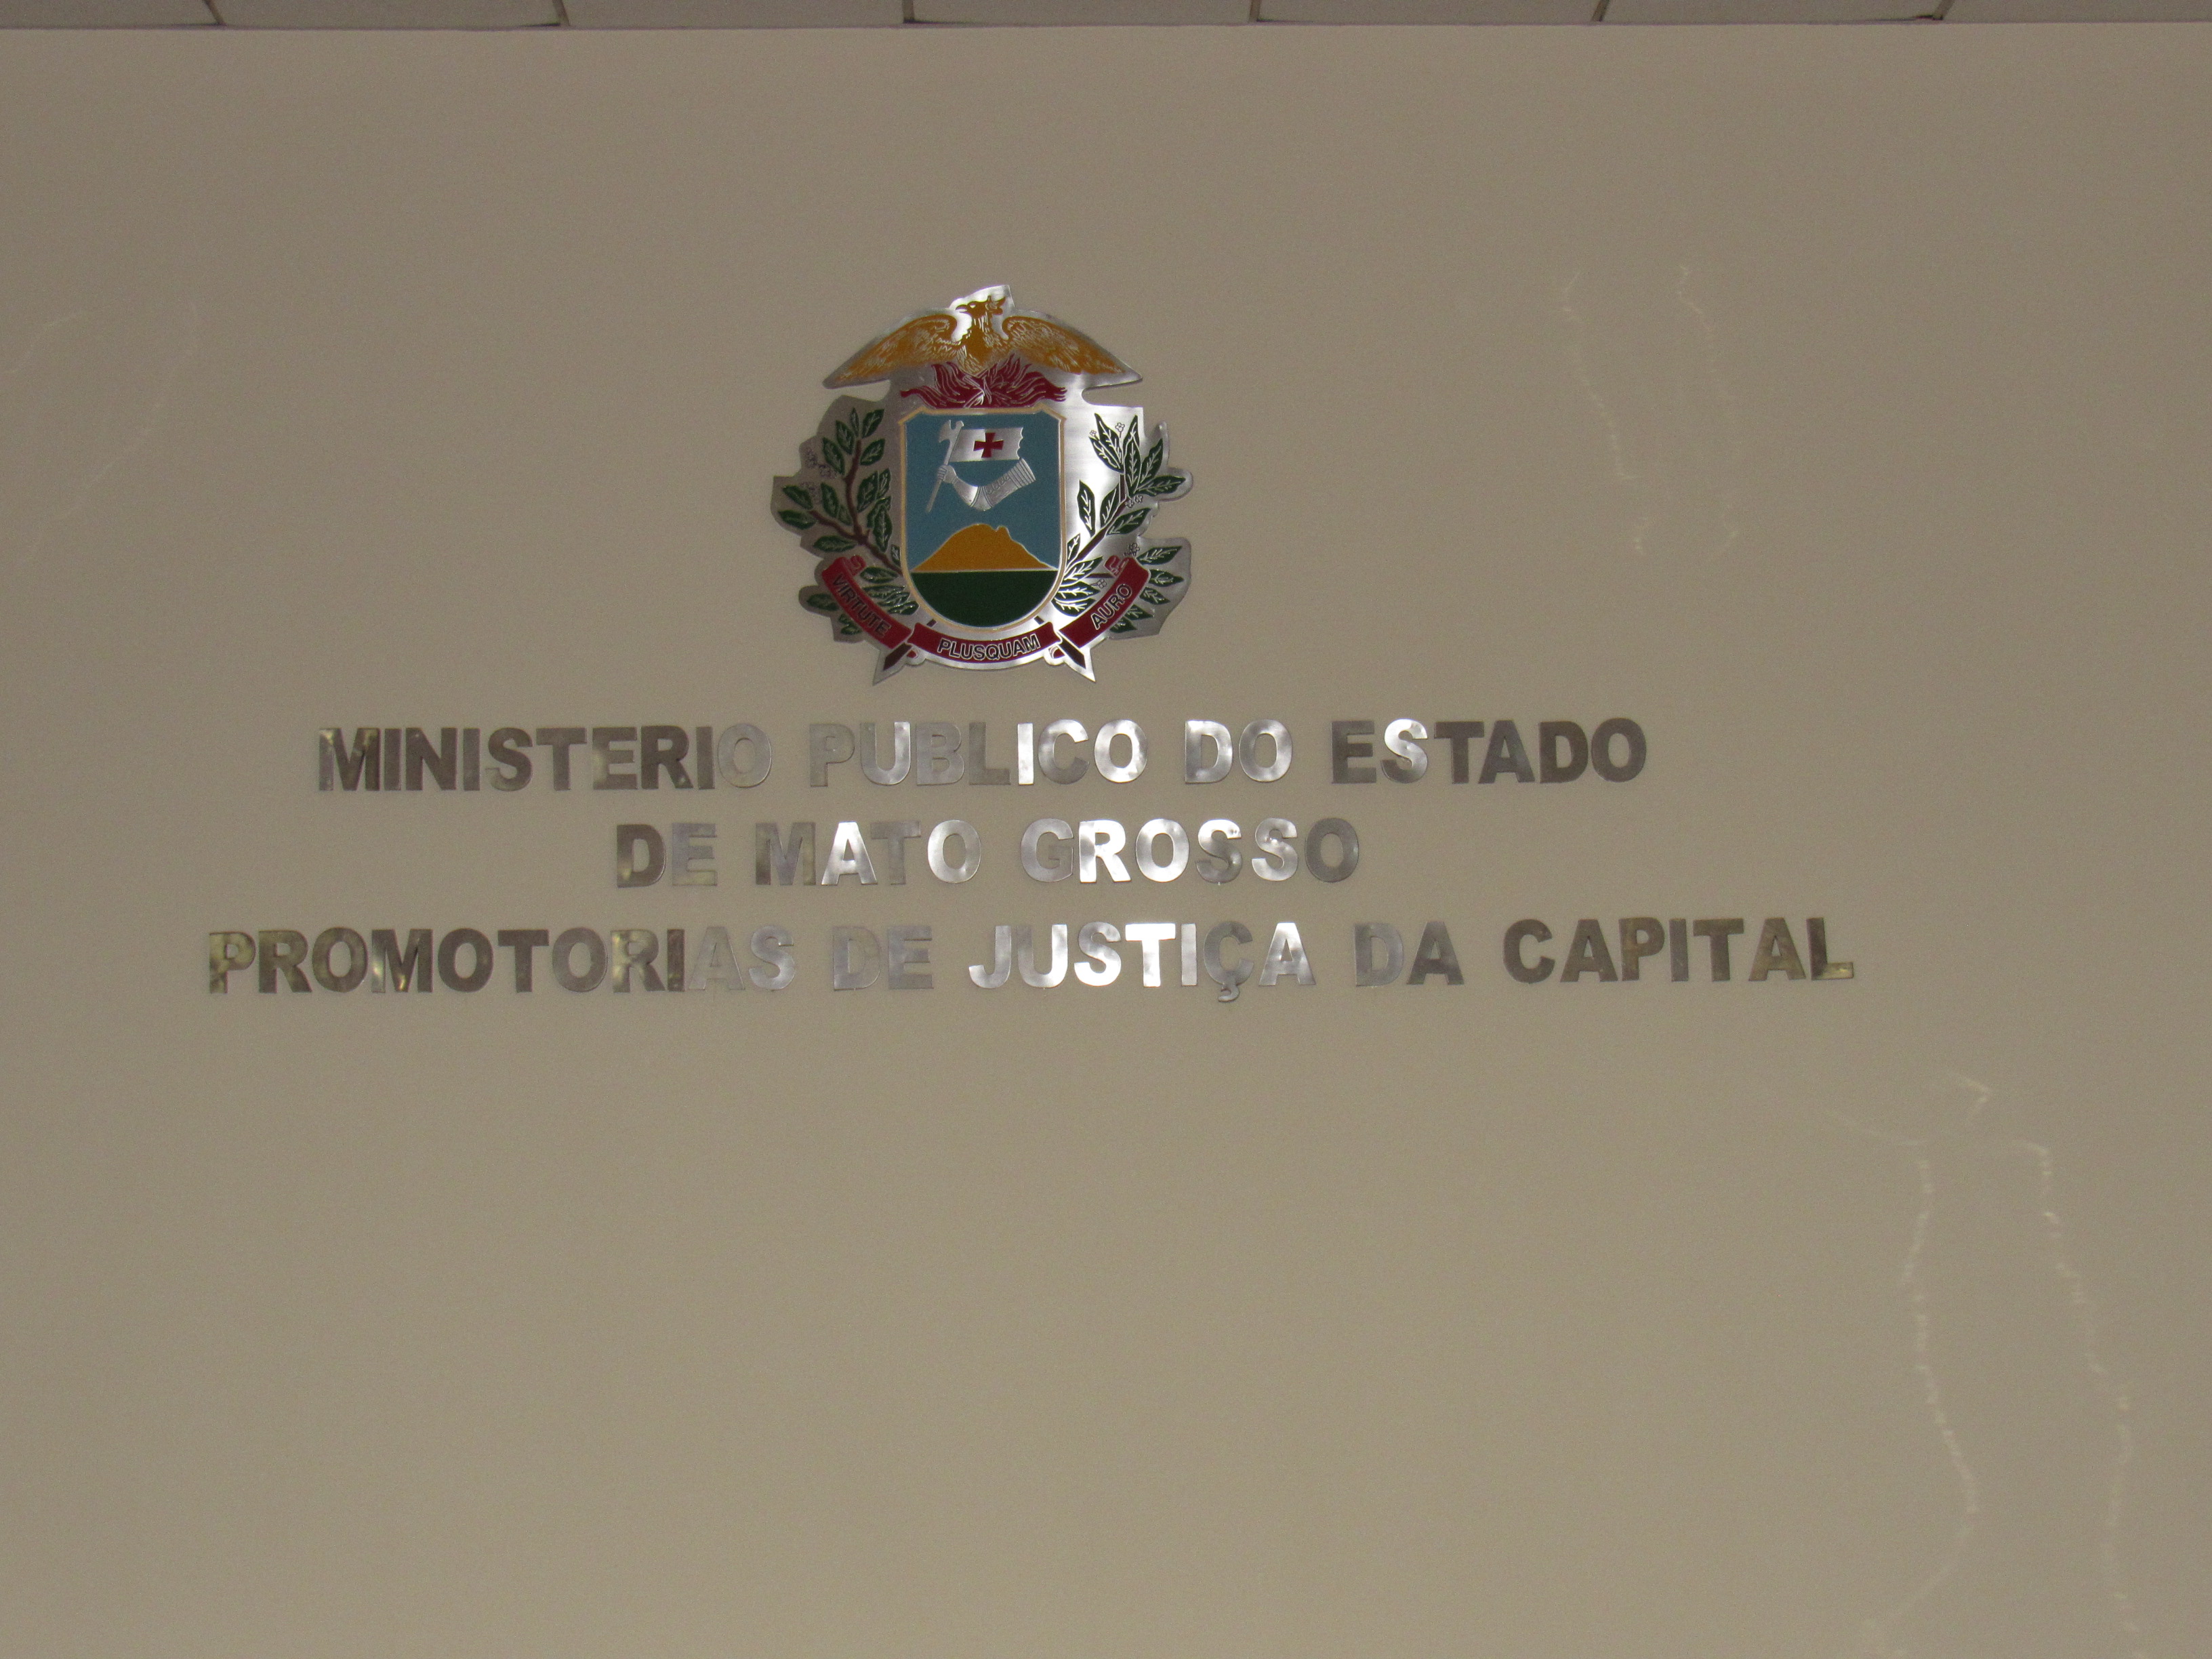 VIRTUTE PLUSQUAM AURO
MINISTERIO PUBLICO DO ESTADO
DE MATO GROSSO
PROMOTORIAS DE JUSTIÇA DA CAPITAL